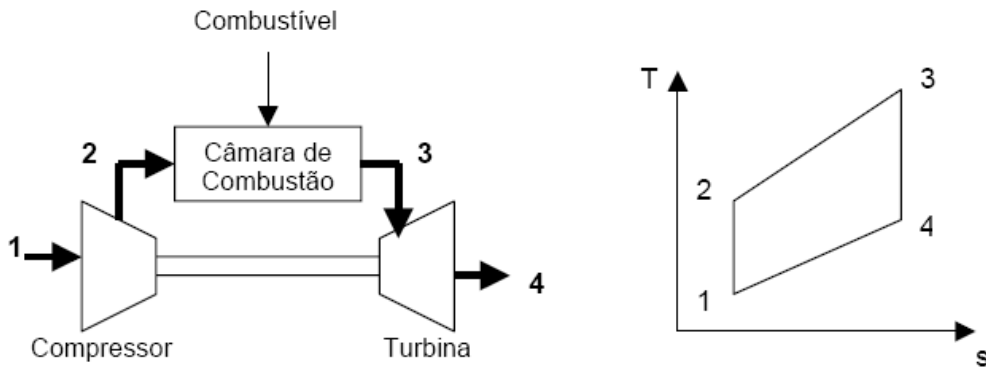 Combustível
2
Câmara de
Combustão
3
1
4
Compressor
Turbina
T
3
2
4
1
s